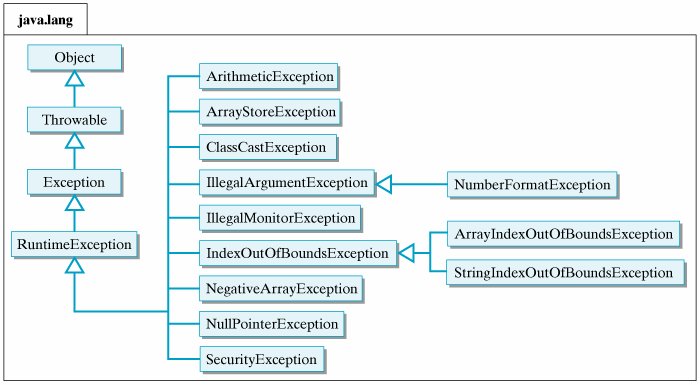 java.lang
Object
Throwable
Exception
RuntimeException
ArithmeticException
ArrayStoreException
ClassCastException
IllegalArgumentException
IllegalMonitorException
IndexOutOfBoundsException
NegativeArrayException
NullPointerException
SecurityException
NumberFormatException
ArrayIndexOutOfBoundsException
StringIndexOutOfBoundsException